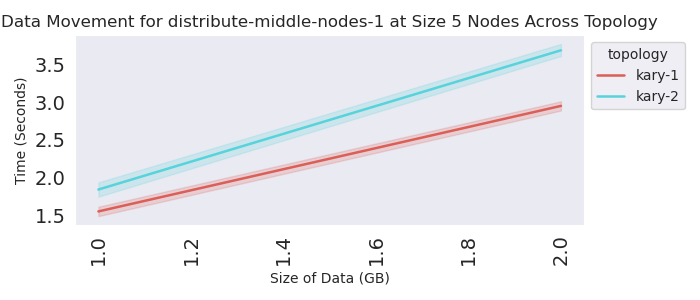 Data Movement for distribute-middle-nodes-1 at Size 5 Nodes Across Topology
topology
kary-1
kary-2
Time (Seconds)
3.5
3.0
2.5
2.0
1.5
1.0
1.2
1.4
1.6
1.8
2.0
Size of Data (GB)